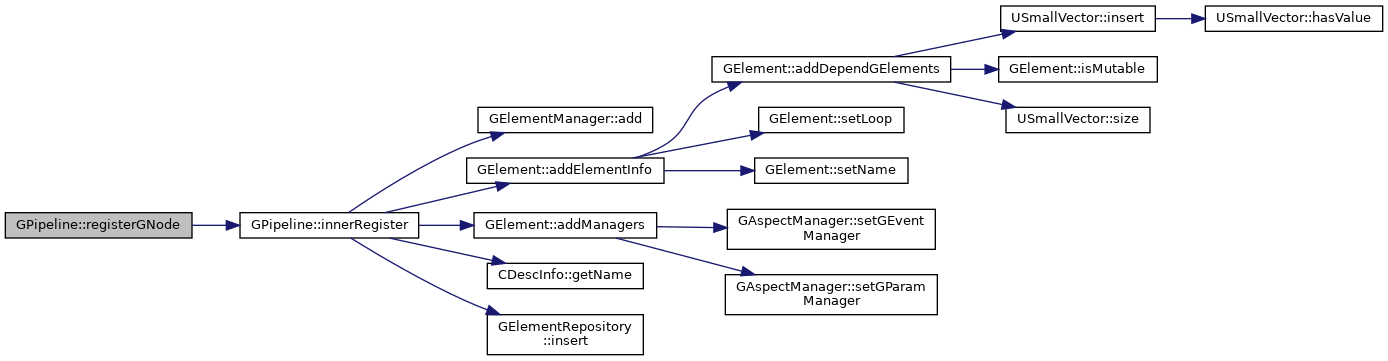 USmallVector::insert
USmallVector::hasValue
GElement::addDependGElements
GElement::isMutable
GElementManager::add
GElement::setLoop
USmallVector::size
GElement::addElementInfo
GElement::setName
GPipeline::registerGNode
GPipeline::innerRegister
GElement::addManagers
GAspectManager::setGEvent
Manager
CDescInfo::getName
GAspectManager::setGParam
Manager
GElementRepository
::insert